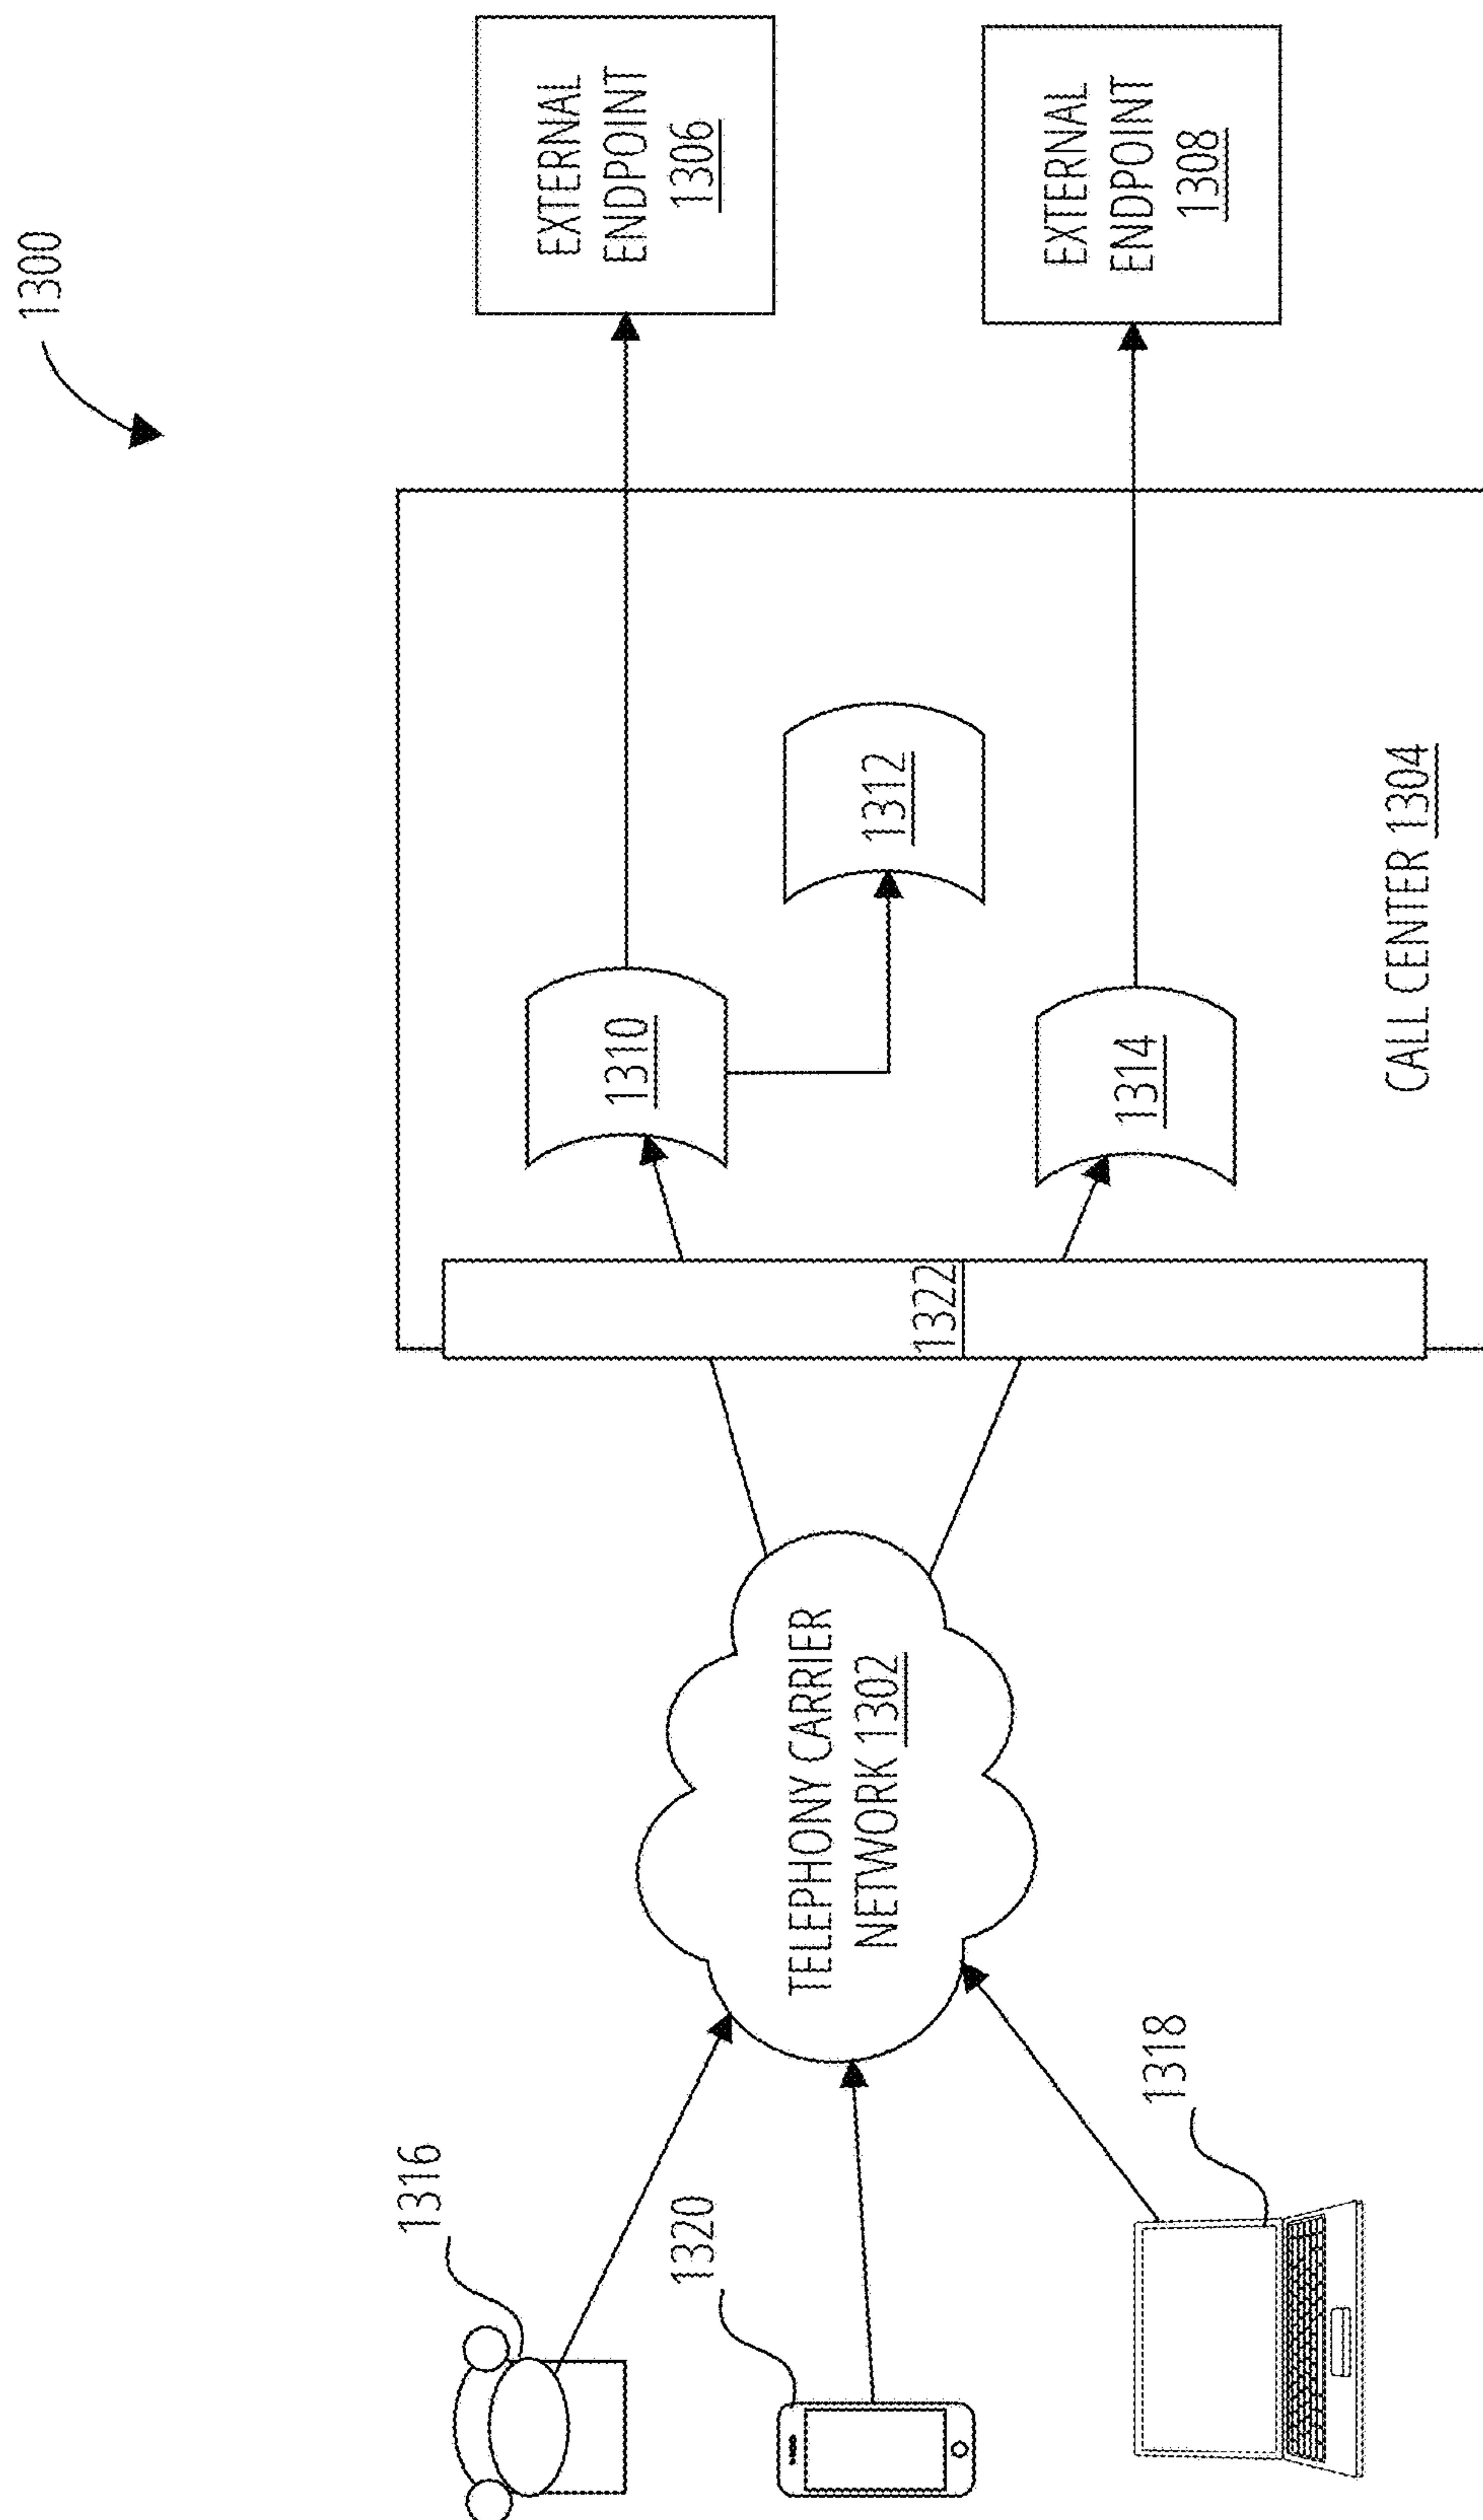 1300
EXTERNAL
ENDPOINT
1306
EXTERNAL
ENDPOINT
1308
1310
1312
1314
CALL CENTER 1304
1322
TELEPHONY CARRIER
NETWORK 1302
1316
1320
1318